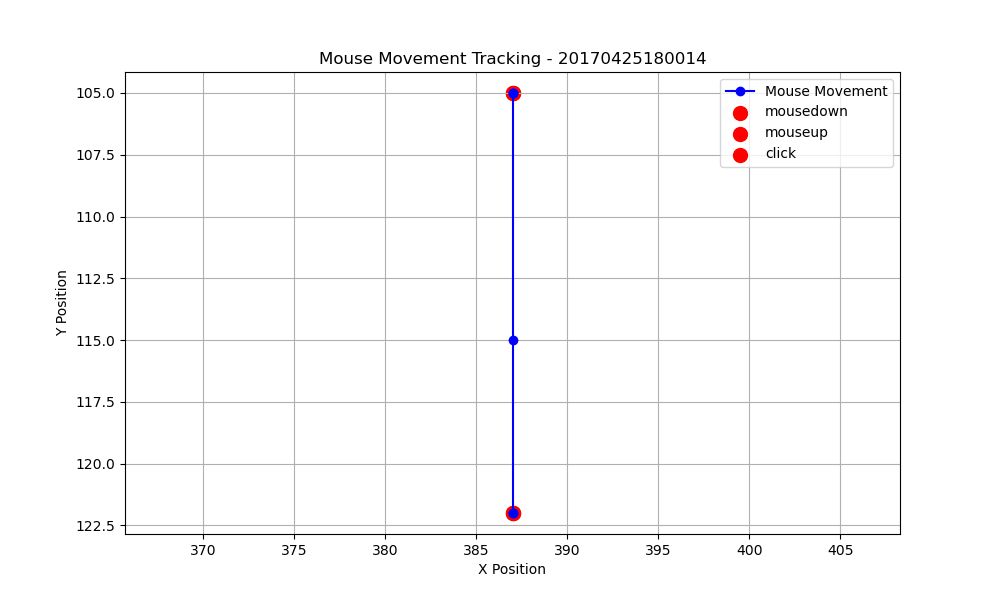 Mouse Movement Tracking - 20170425180014
Mouse Movement
mousedown
mouseup
click
105.0
107.5
110.0
112.5
115.0
117.5
120.0
122.5
Y Position
370 375 380 385 390 395 400 405
X Position